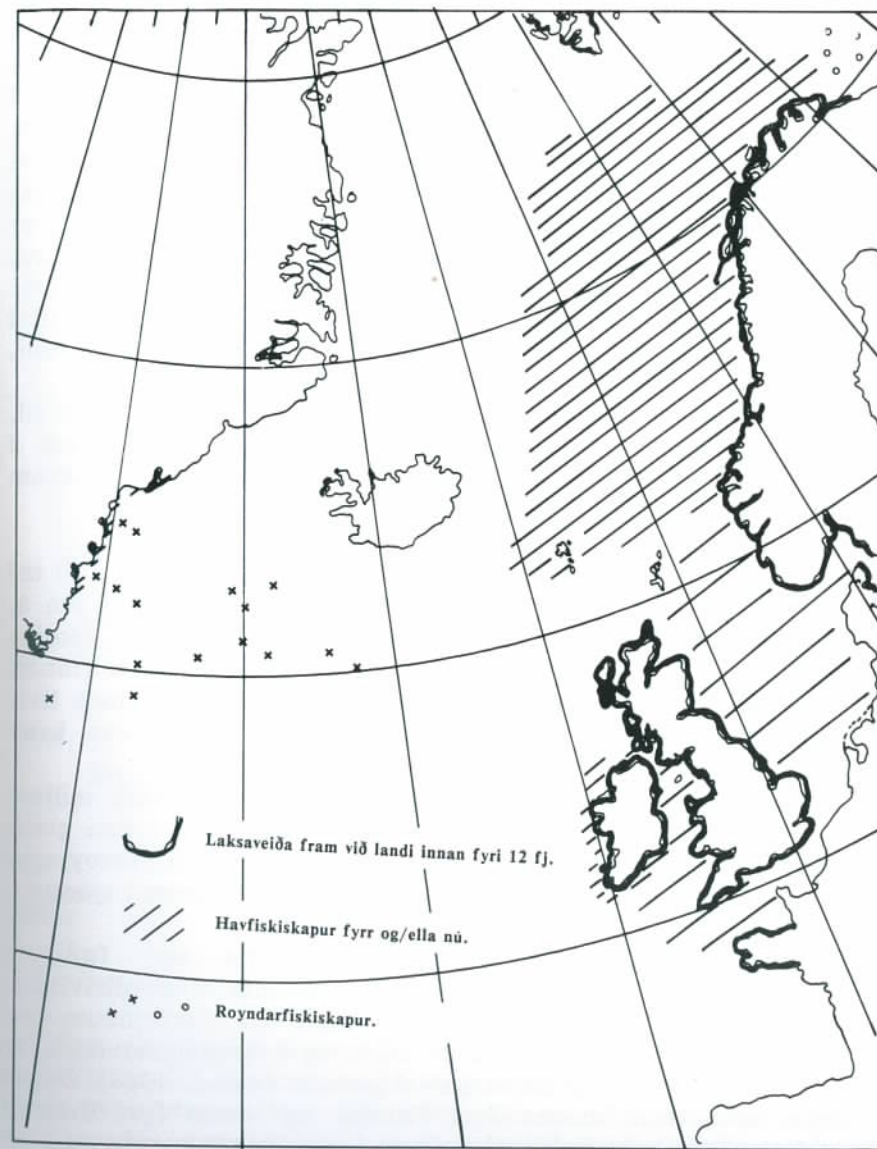 Laksaveiða fram við landi innan fyri 12 fj.
Havfiskiskapur fyrr og/ella nú.
Royndarfiskiskapur.